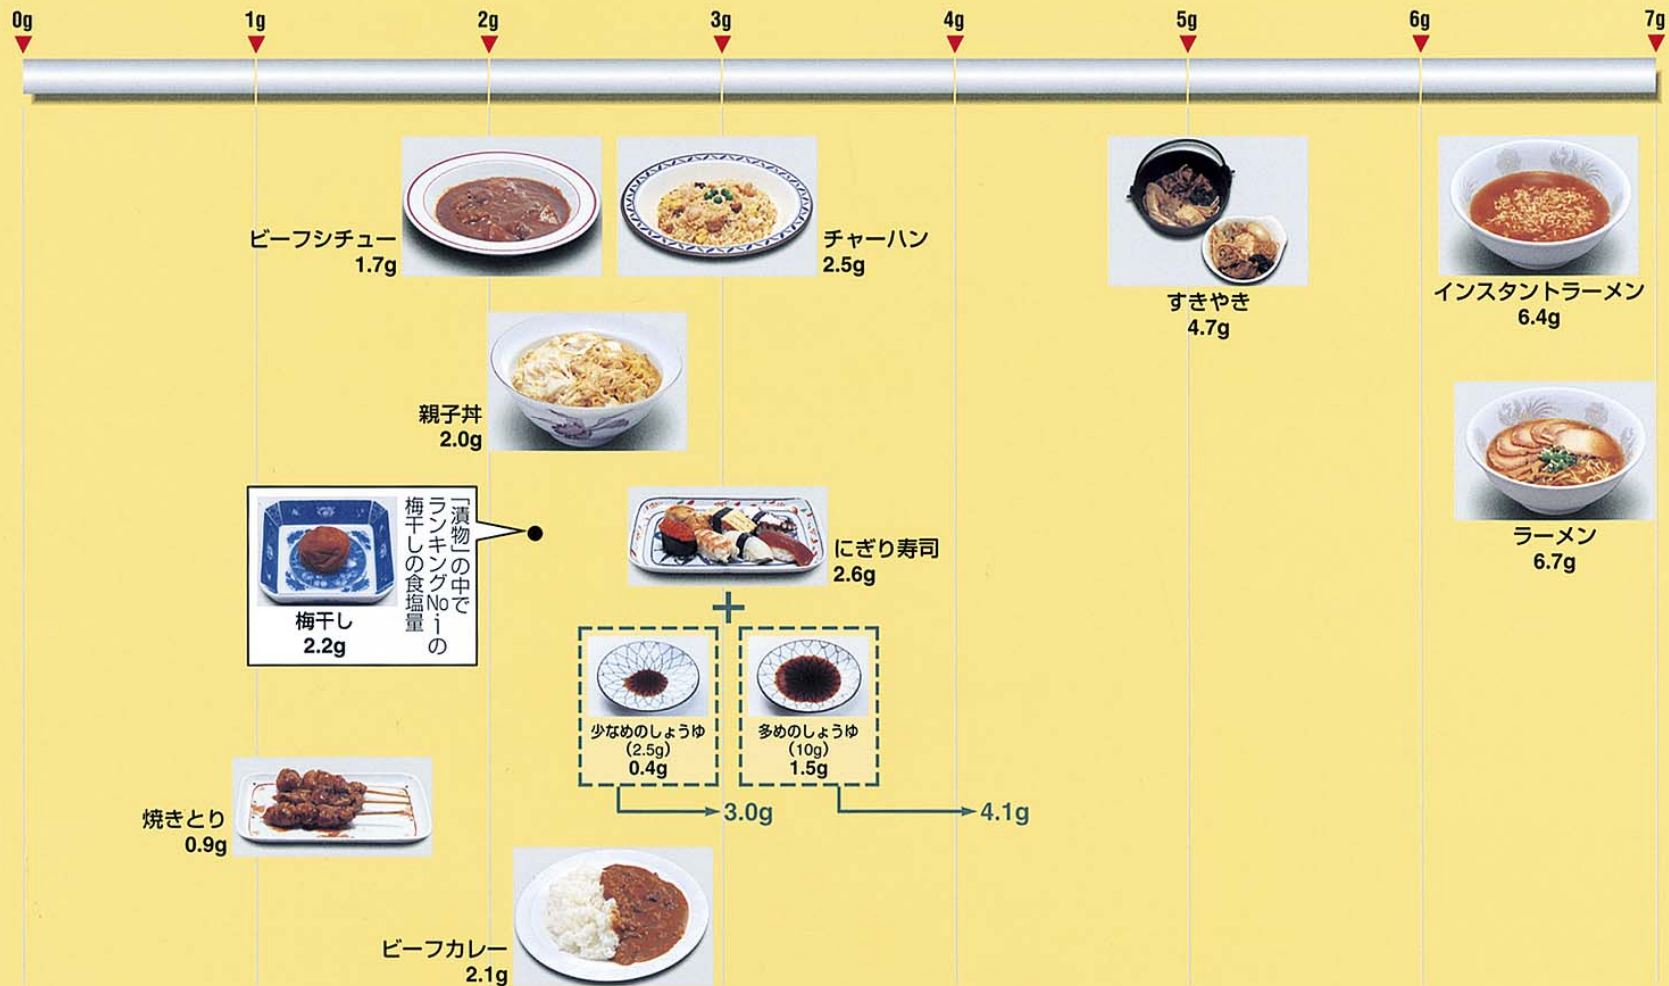 0g
1g
2g
3g
4g
5g
6g
7g
ビーフシチュー
1.7g
チャーハン
2.5g
すきやき
4.7g
インスタントラーメン
6.4g
親子丼
2.0g
ラーメン
6.7g
「漬物」の中で
ランキングNo1の
梅干しの食塩量
梅干し
2.2g
にぎり寿司
2.6g
+
少なめのしょうゆ
(2.5g)
0.4g
多めのしょうゆ
(10g)
1.5g
3.0g
4.1g
焼きとり
0.9g
ビーフカレー
2.1g